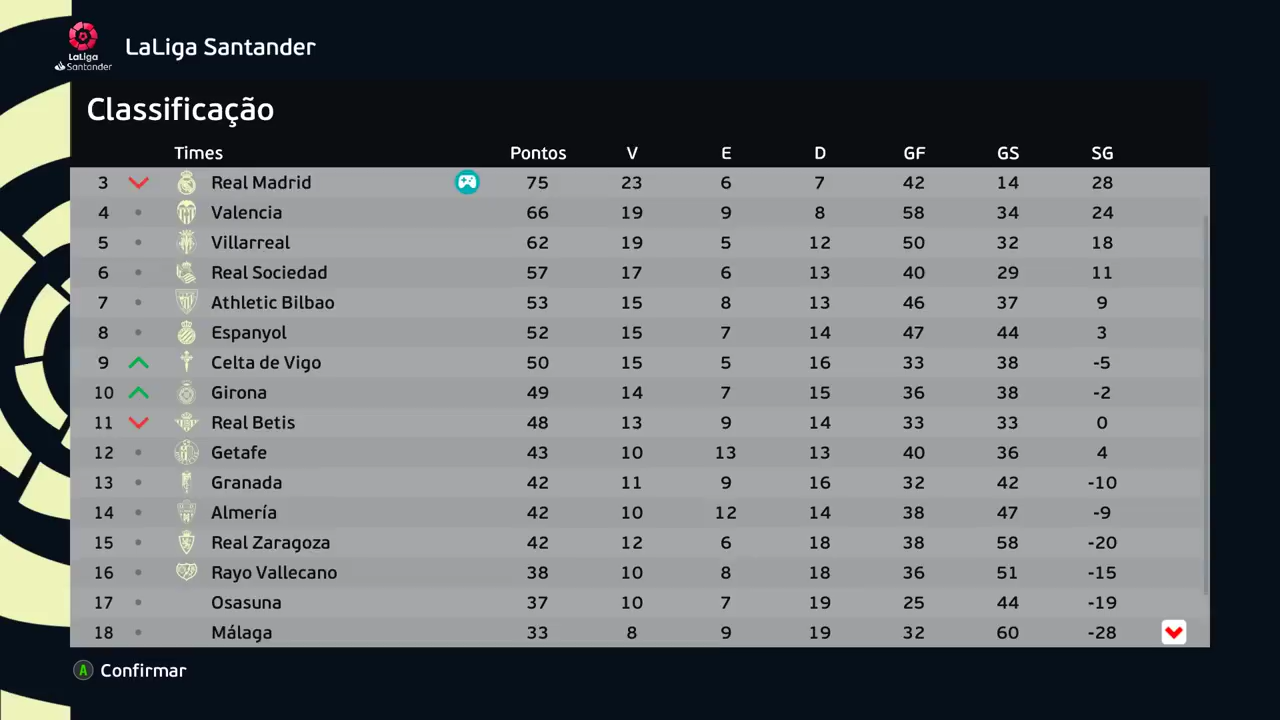 LaLiga
Santander
LaLiga Santander
Classificação
Times Pontos V E D GF GS SG
3 Real Madrid 75 23 6 7 42 14 28
4 Valencia 66 19 9 8 58 34 24
5 Villarreal 62 19 5 12 50 32 18
6 Real Sociedad 57 17 6 13 40 29 11
7 Athletic Bilbao 53 15 8 13 46 37 9
8 Espanyol 52 15 7 14 47 44 3
9 Celta de Vigo 50 15 5 16 33 38 -5
10 Girona 49 14 7 15 36 38 -2
11 Real Betis 48 13 9 14 33 33 0
12 Getafe 43 10 13 13 40 36 4
13 Granada 42 11 9 16 32 42 -10
14 Almería 42 10 12 14 38 47 -9
15 Real Zaragoza 42 12 6 18 38 58 -20
16 Rayo Vallecano 38 10 8 18 36 51 -15
17 Osasuna 37 10 7 19 25 44 -19
18 Málaga 33 8 9 19 32 60 -28
A Confirmar